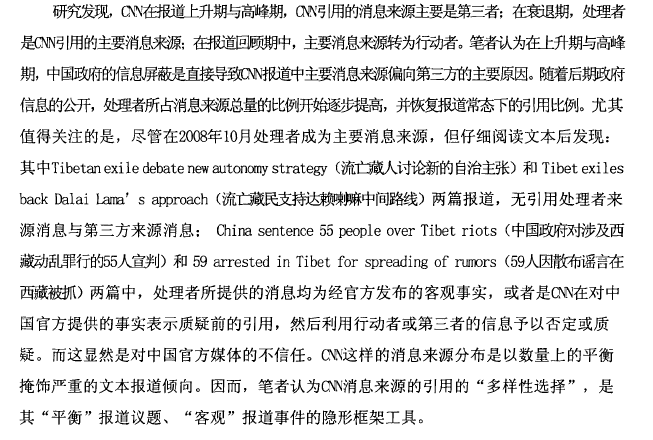 研究发现，CNN在报道上升期与高峰期，CNN引用的消息来源主要是第三者；在衰退期，处理者
是CNN引用的主要消息来源；在报道回顾期中，主要消息来源转为行动者。笔者认为在上升期与高峰
期，中国政府的信息屏蔽是直接导致CNN报道中主要消息来源偏向第三方的主要原因。随着后期政府
信息的公开，处理者所占消息来源总量的比例开始逐步提高，并恢复报道常态下的引用比例。尤其
值得关注的是，尽管在2008年10月处理者成为主要消息来源，但仔细阅读文本后发现：
其中Tibetan exile debate new autonomy strategy（流亡藏人讨论新的自治主张）和 Tibet exiles
back Dalai Lama’s approach（流亡藏民支持达赖喇嘛中间路线）两篇报道，无引用处理者来
源消息与第三方来源消息； China sentence 55 people over Tibet riots（中国政府对涉及西
藏动乱罪行的55人宣判）和 59 arrested in Tibet for spreading of rumors（59人因散布谣言在
西藏被抓）两篇中，处理者所提供的消息均为经官方发布的客观事实，或者是CNN在对中
国官方提供的事实表示质疑前的引用，然后利用行动者或第三者的信息予以否定或质
疑。而这显然是对中国官方媒体的不信任。CNN这样的消息来源分布是以数量上的平衡
掩饰严重的文本报道倾向。因而，笔者认为CNN消息来源的引用的“多样性选择”，是
其“平衡”报道议题、“客观”报道事件的隐形框架工具。